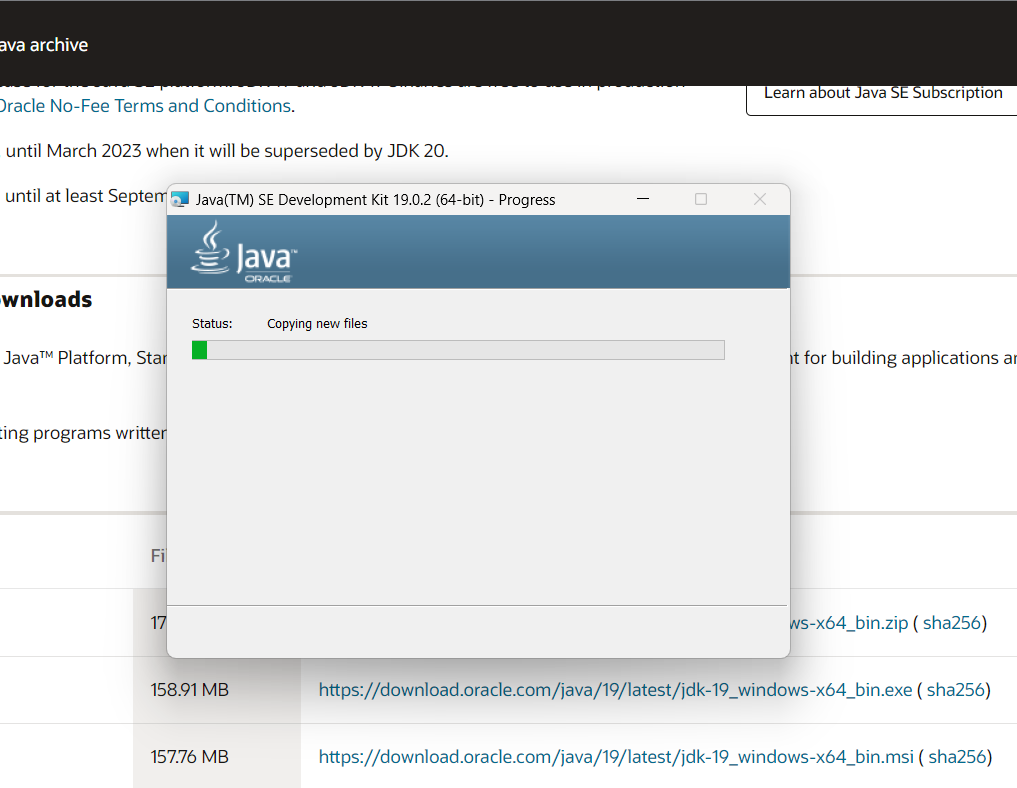 ava archive
Learn about Java SE Subscription
Oracle No-Fee Terms and Conditions.
until March 2023 when it will be superseded by JDK 20.
until at least Septem
Java(TM) SE Development Kit 19.0.2 (64-bit) - Progress
Java™
ORACLE
wnloads
Status: Copying new files
Java™ Platform, Star
t for building applications a
ting programs written
Fi
17
ws-x64_bin.zip ( sha256)
158.91 MB https://download.oracle.com/java/19/latest/jdk-19_windows-x64_bin.exe ( sha256)
157.76 MB https://download.oracle.com/java/19/latest/jdk-19_windows-x64_bin.msi ( sha256)